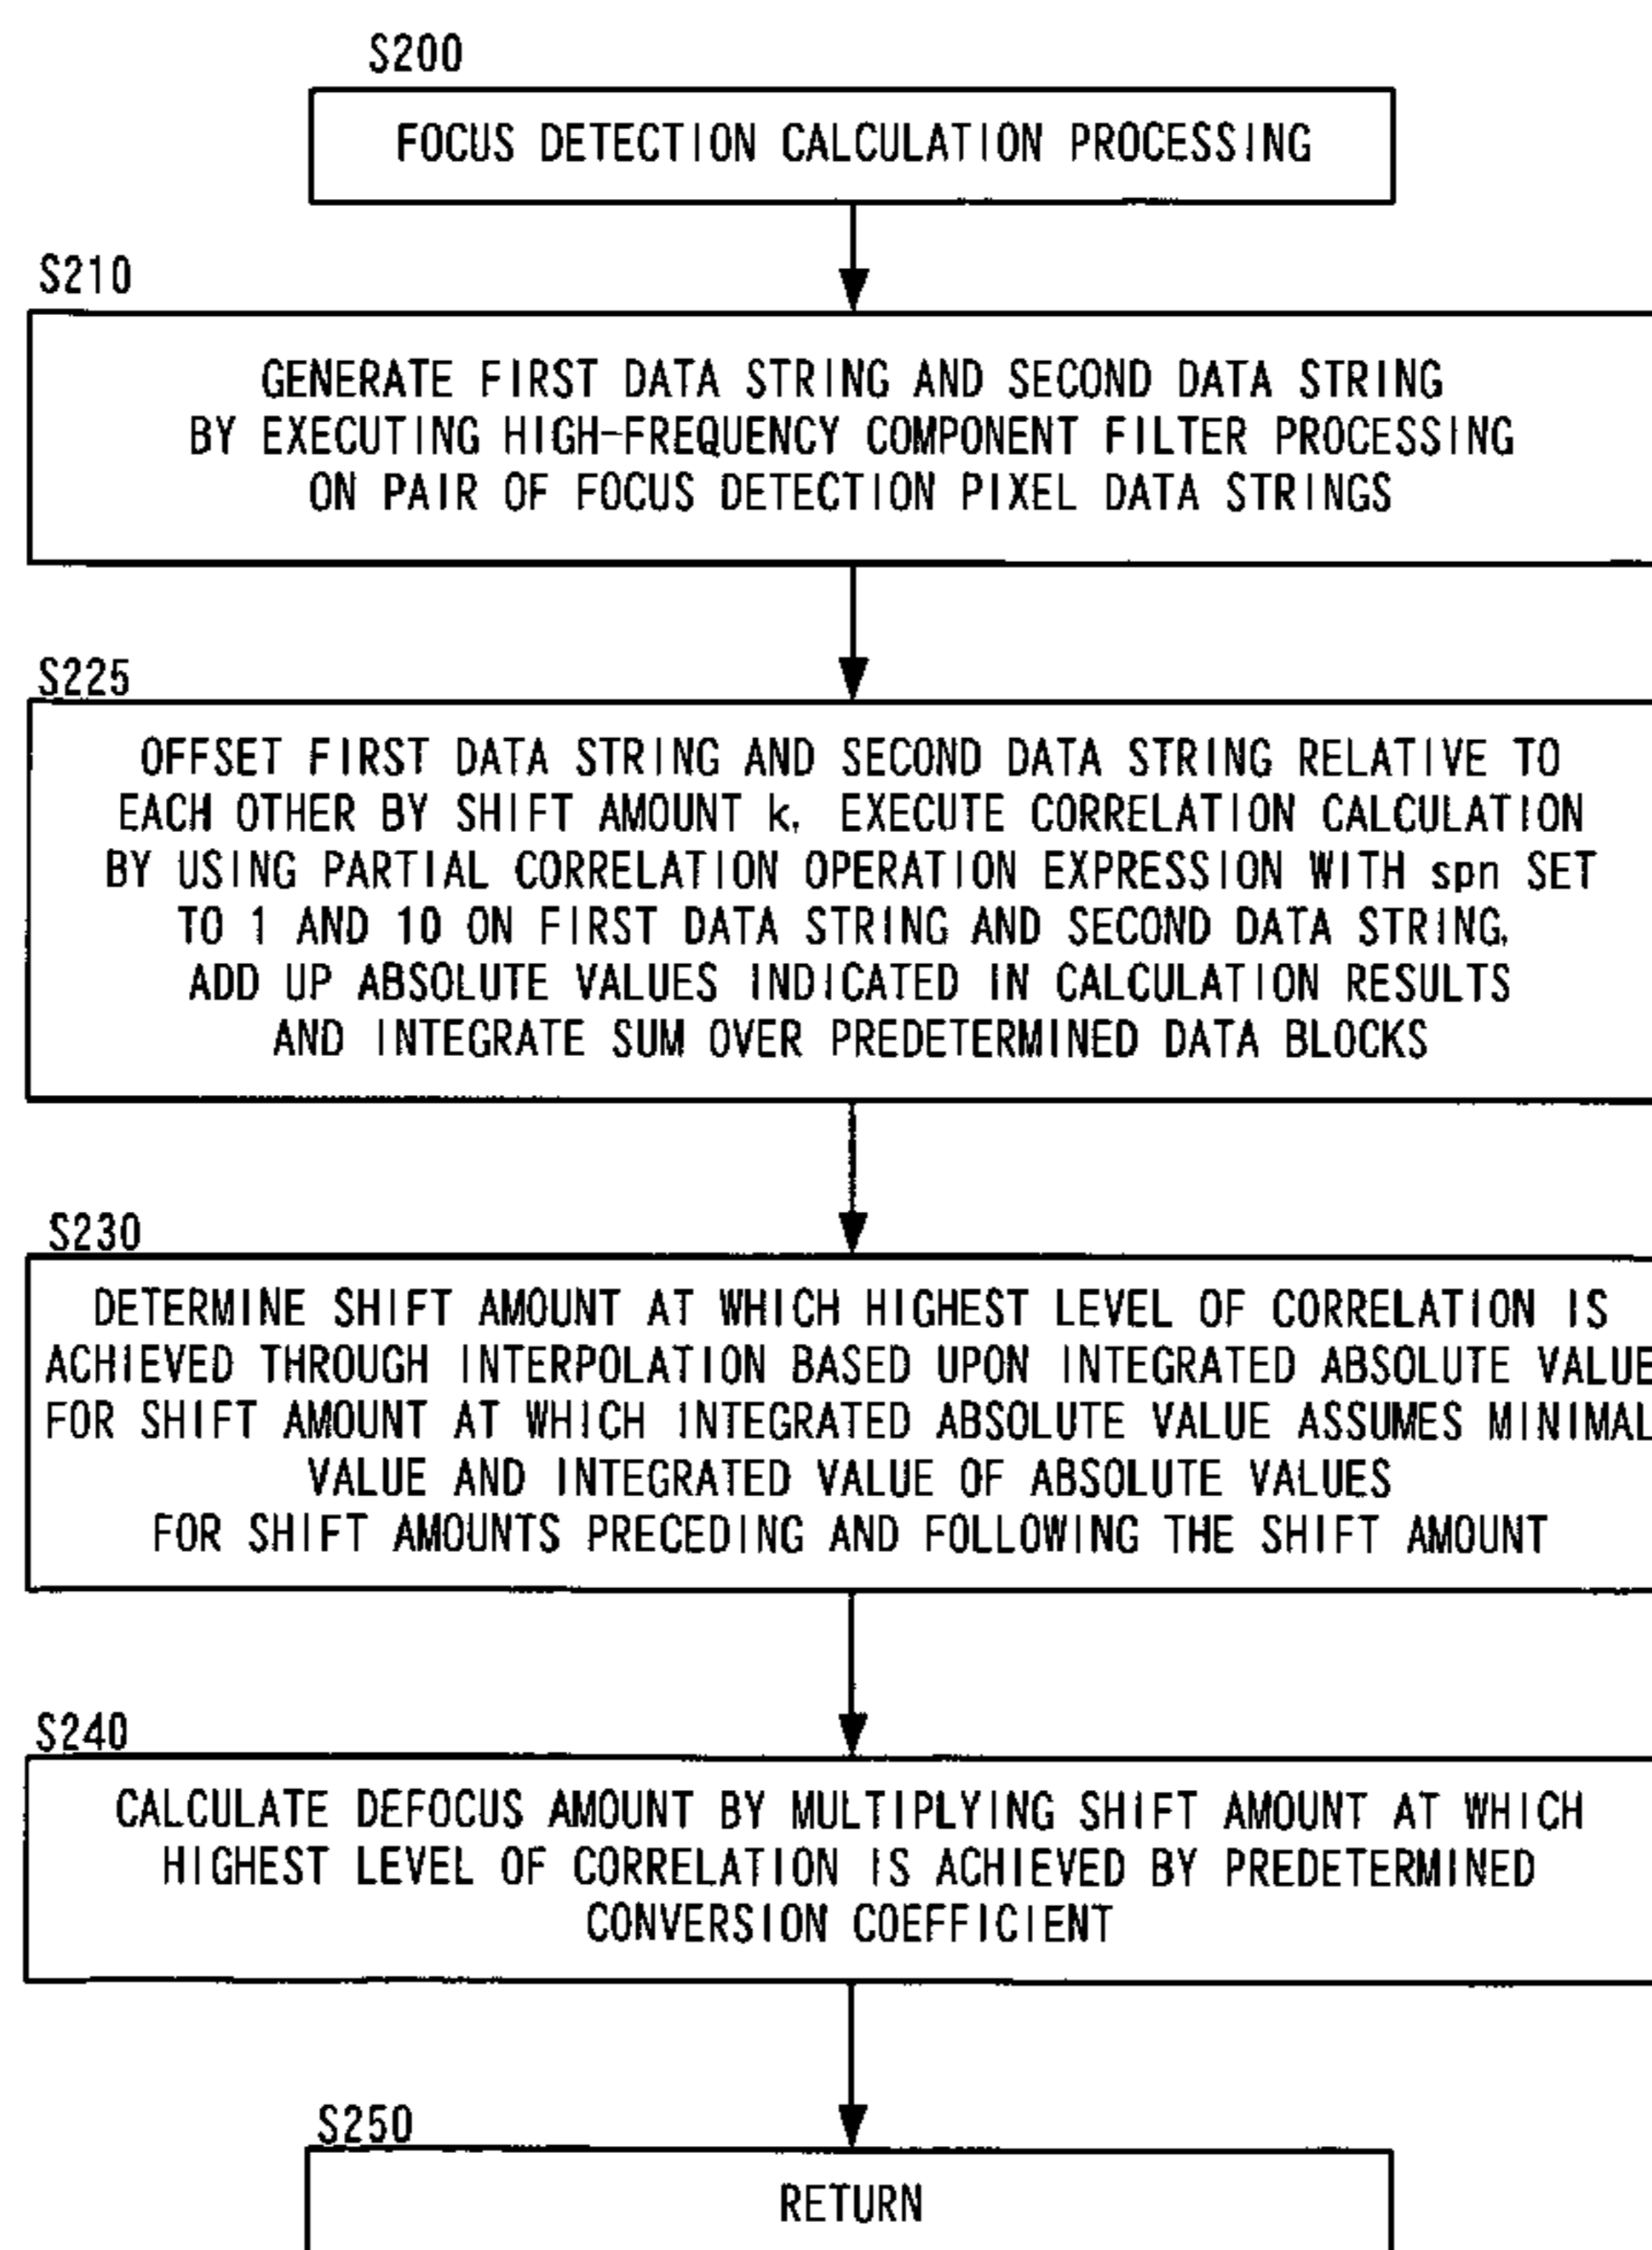 S200
FOCUS DETECTION CALCULATION PROCESSING
S210
GENERATE FIRST DATA STRING AND SECOND DATA STRING
BY EXECUTING HIGH-FREQUENCY COMPONENT FILTER PROCESSING
ON PAIR OF FOCUS DETECTION PIXEL DATA STRINGS
S225
OFFSET FIRST DATA STRING AND SECOND DATA STRING RELATIVE TO
EACH OTHER BY SHIFT AMOUNT k, EXECUTE CORRELATION CALCULATION
BY USING PARTIAL CORRELATION OPERATION EXPRESSION WITH spn SET
TO 1 AND 10 ON FIRST DATA STRING AND SECOND DATA STRING,
ADD UP ABSOLUTE VALUES INDICATED IN CALCULATION RESULTS
AND INTEGRATE SUM OVER PREDETERMINED DATA BLOCKS
S230
DETERMINE SHIFT AMOUNT AT WHICH HIGHEST LEVEL OF CORRELATION IS
ACHIEVED THROUGH INTERPOLATION BASED UPON INTEGRATED ABSOLUTE VALUE
FOR SHIFT AMOUNT AT WHICH INTEGRATED ABSOLUTE VALUE ASSUMES MINIMAL
VALUE AND INTEGRATED VALUE OF ABSOLUTE VALUES
FOR SHIFT AMOUNTS PRECEDING AND FOLLOWING THE SHIFT AMOUNT
S240
CALCULATE DEFOCUS AMOUNT BY MULTIPLYING SHIFT AMOUNT AT WHICH
HIGHEST LEVEL OF CORRELATION IS ACHIEVED BY PREDETERMINED
CONVERSION COEFFICIENT
S250
RETURN